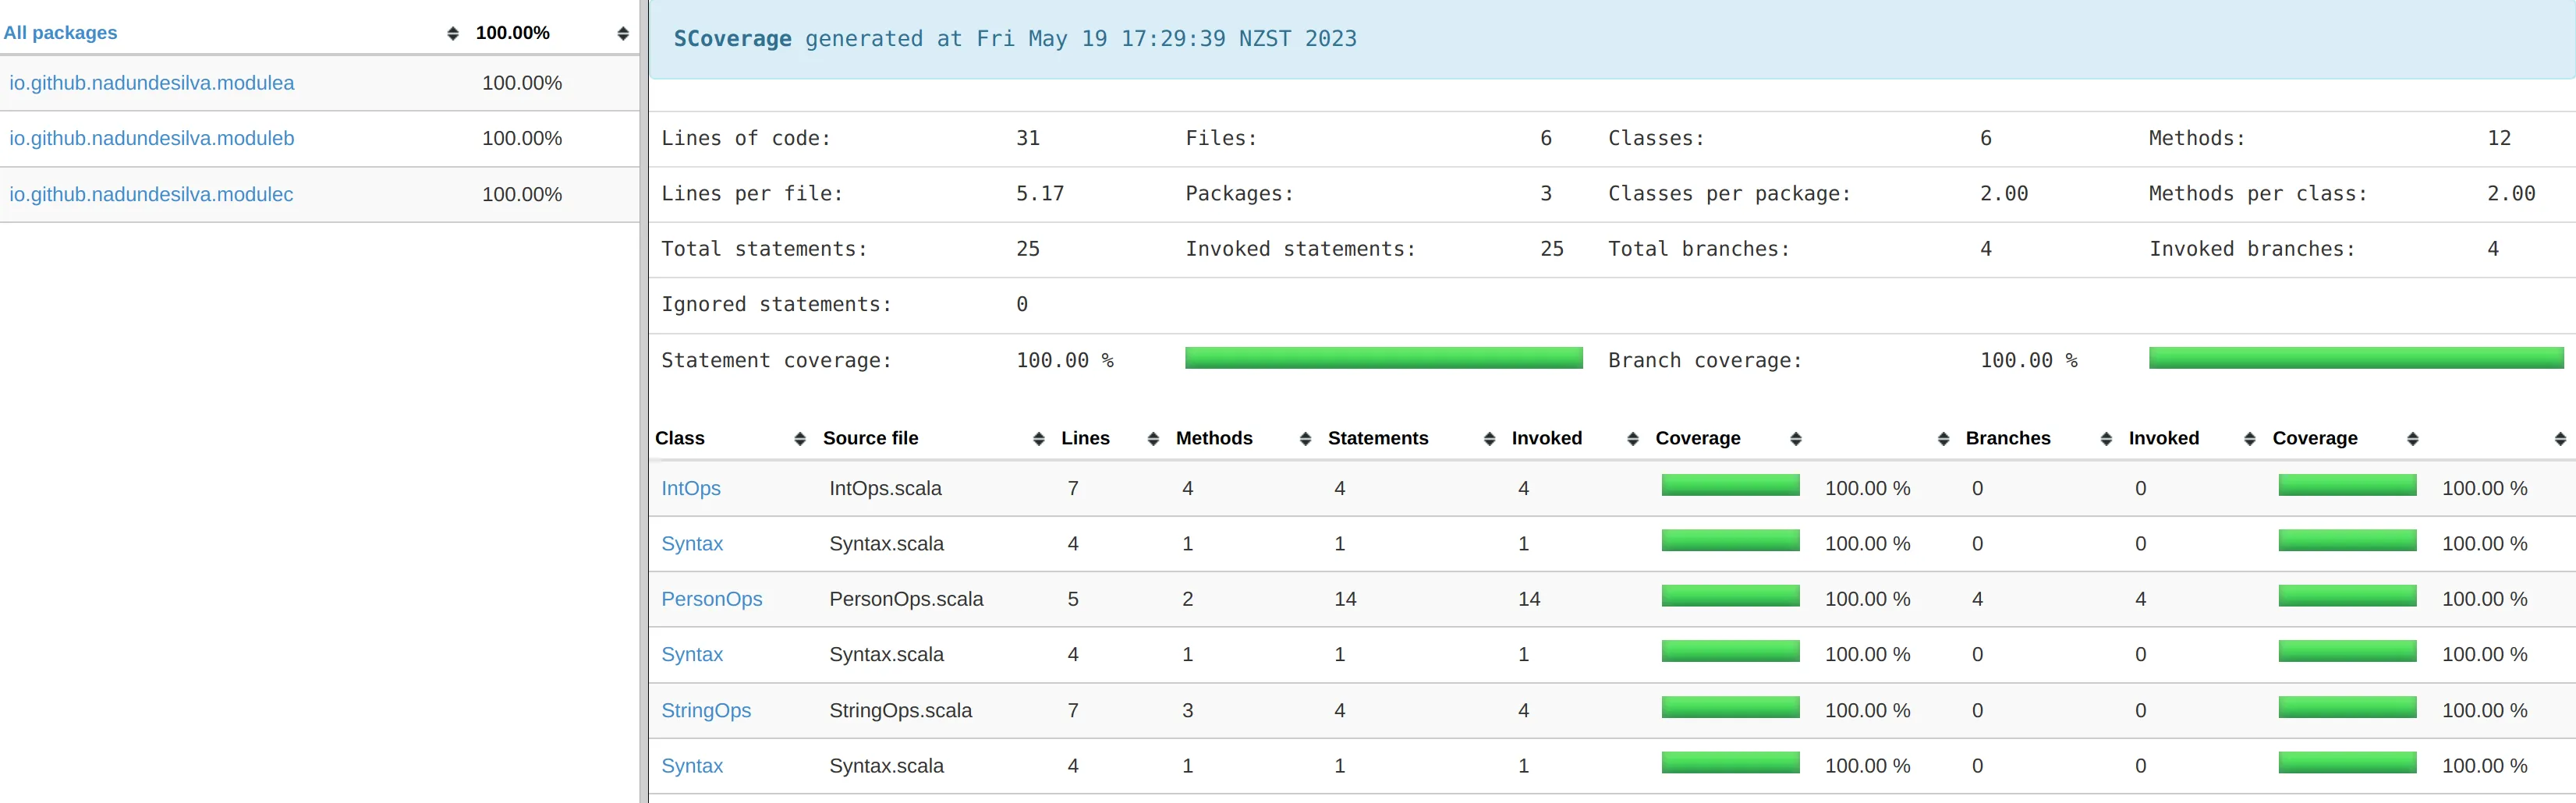 All packages 100.00%
io.github.nadundesilva.modulea 100.00%
io.github.nadundesilva.moduleb 100.00%
io.github.nadundesilva.modulec 100.00%
SCoverage generated at Fri May 19 17:29:39 NZST 2023
Lines of code: 31 Files: 6 Classes: 6 Methods: 12
Lines per file: 5.17 Packages: 3 Classes per package: 2.00 Methods per class: 2.00
Total statements: 25 Invoked statements: 25 Total branches: 4 Invoked branches: 4
Ignored statements: 0
Statement coverage: 100.00 % Branch coverage: 100.00 %
Class Source file Lines Methods Statements Invoked Coverage Branches Invoked Coverage
IntOps IntOps.scala 7 4 4 4 100.00 % 0 0 100.00 %
Syntax Syntax.scala 4 1 1 1 100.00 % 0 0 100.00 %
PersonOps PersonOps.scala 5 2 14 14 100.00 % 4 4 100.00 %
Syntax Syntax.scala 4 1 1 1 100.00 % 0 0 100.00 %
StringOps StringOps.scala 7 3 4 4 100.00 % 0 0 100.00 %
Syntax Syntax.scala 4 1 1 1 100.00 % 0 0 100.00 %